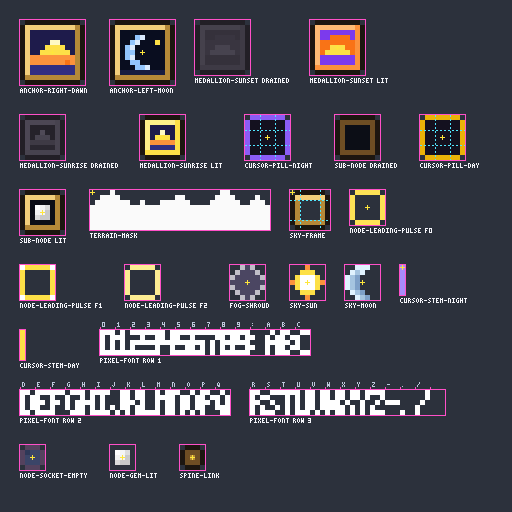 ANCHOR-RIGHT-DAWN ANCHOR-LEFT-MOON MEDALLION-SUNSET DRAINED MEDALLION-SUNSET LIT
MEDALLION-SUNRISE DRAINED MEDALLION-SUNRISE LIT CURSOR-PILL-NIGHT SUB-NODE DRAINED CURSOR-PILL-DAY
SUB-NODE LIT TERRAIN-MASK SKY-FRAME NODE-LEADING-PULSE F0
NODE-LEADING-PULSE F1 NODE-LEADING-PULSE F2 FOG-SHROUD SKY-SUN SKY-MOON CURSOR-STEM-NIGHT
0 1 2 3 4 5 6 7 8 9 : A B C
0123456789: ABC
CURSOR-STEM-DAY PIXEL-FONT ROW 1
D E F G H I J K L M N O P Q R S T U V W X Y Z - . /
DEFGHIJKLMNOPQ RSTUVWXYZ-. /
PIXEL-FONT ROW 2 PIXEL-FONT ROW 3
NODE-SOCKET-EMPTY NODE-GEM-LIT SPINE-LINK